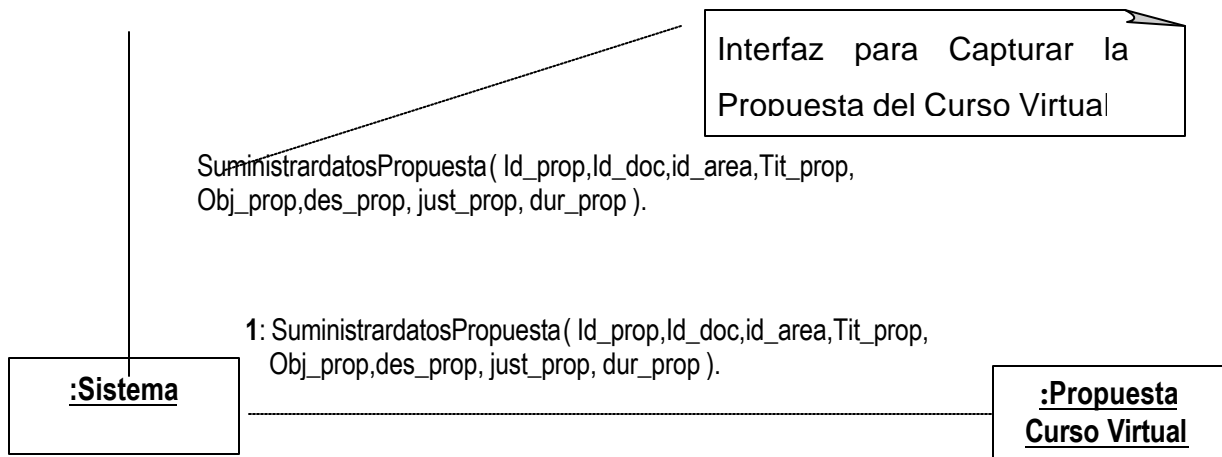 Interfaz para Capturar la
Propuesta del Curso Virtual
SuministrardatosPropuesta( Id_prop,Id_doc,id_area,Tit_prop,
Obj_prop,des_prop, just_prop, dur_prop ).
1: SuministrardatosPropuesta( Id_prop,Id_doc,id_area,Tit_prop,
Obj_prop,des_prop, just_prop, dur_prop ).
:Sistema
:Propuesta
Curso Virtual